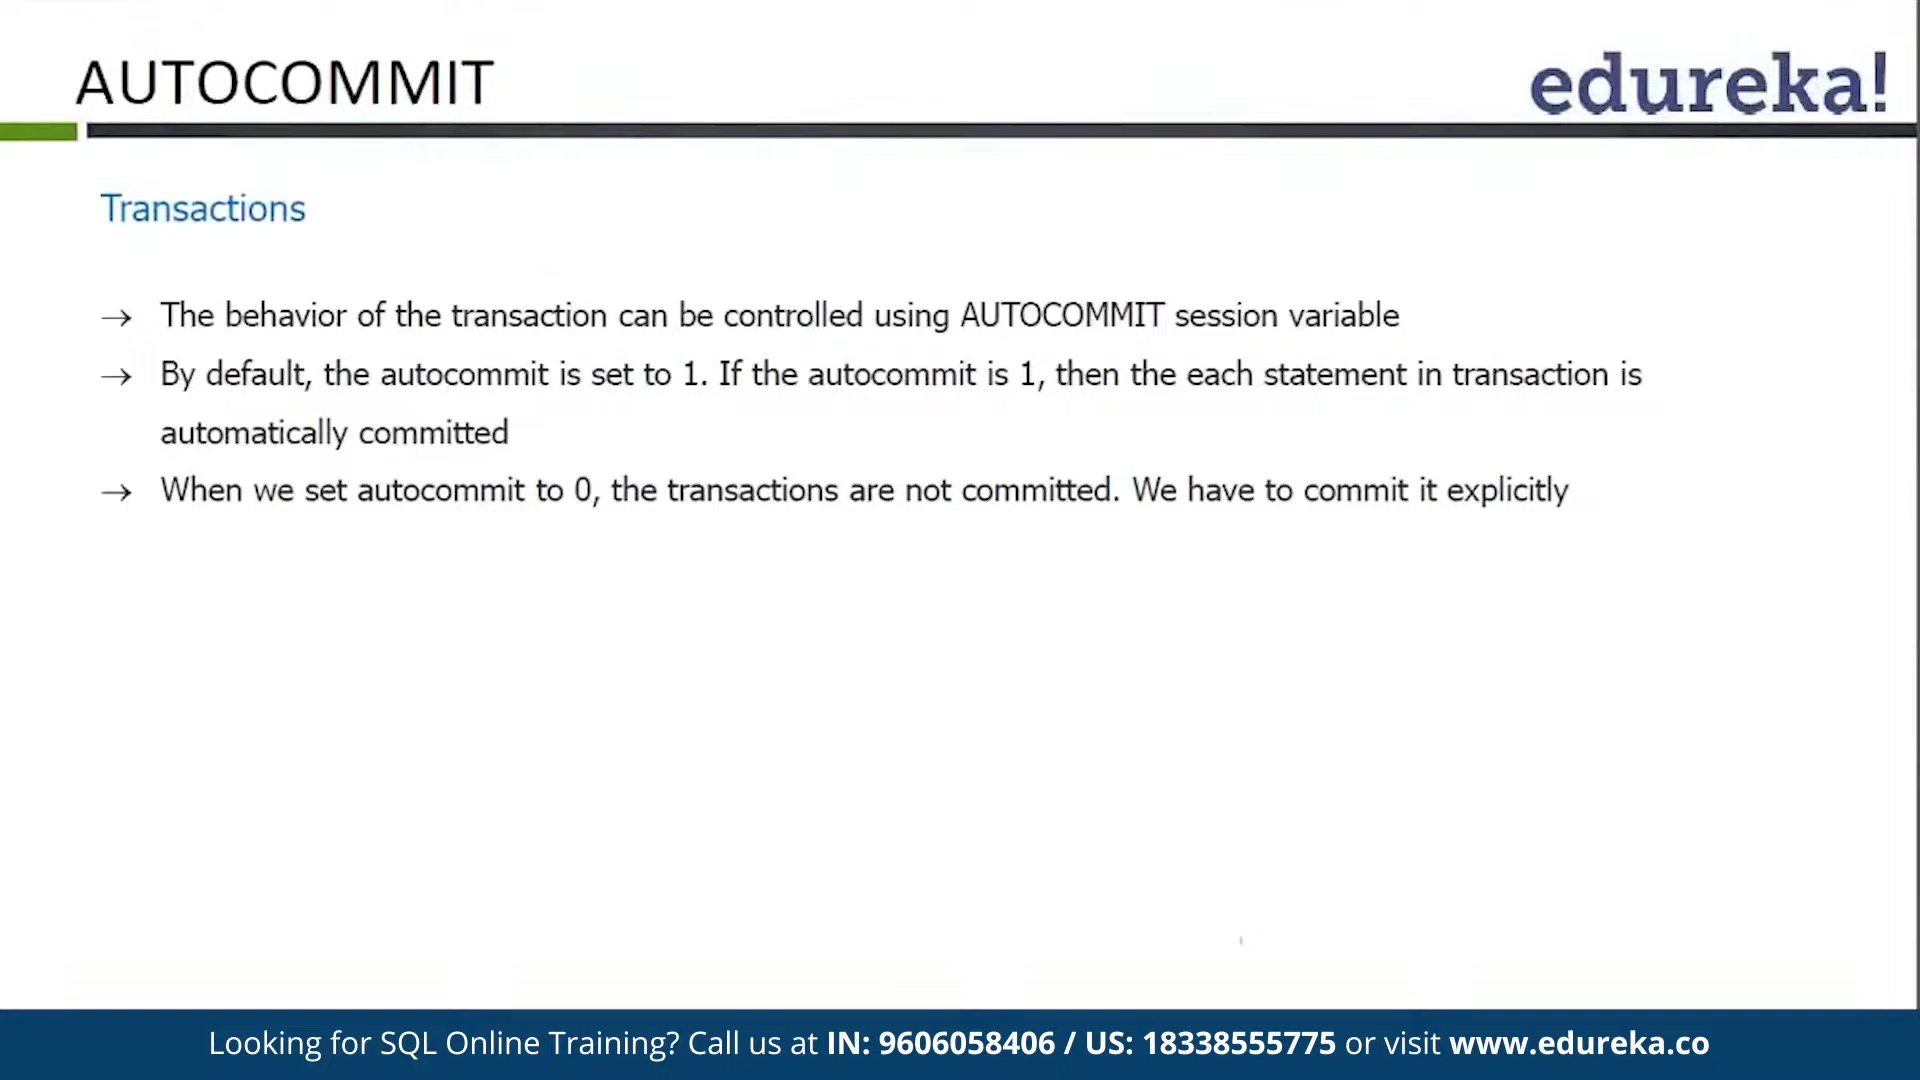 AUTOCOMMIT
edureka!
Transactions
→ The behavior of the transaction can be controlled using AUTOCOMMIT session variable
→ By default, the autocommit is set to 1. If the autocommit is 1, then the each statement in transaction is
automatically committed
→ When we set autocommit to 0, the transactions are not committed. We have to commit it explicitly
Looking for SQL Online Training? Call us at IN: 9606058406 / US: 18338555775 or visit www.edureka.co